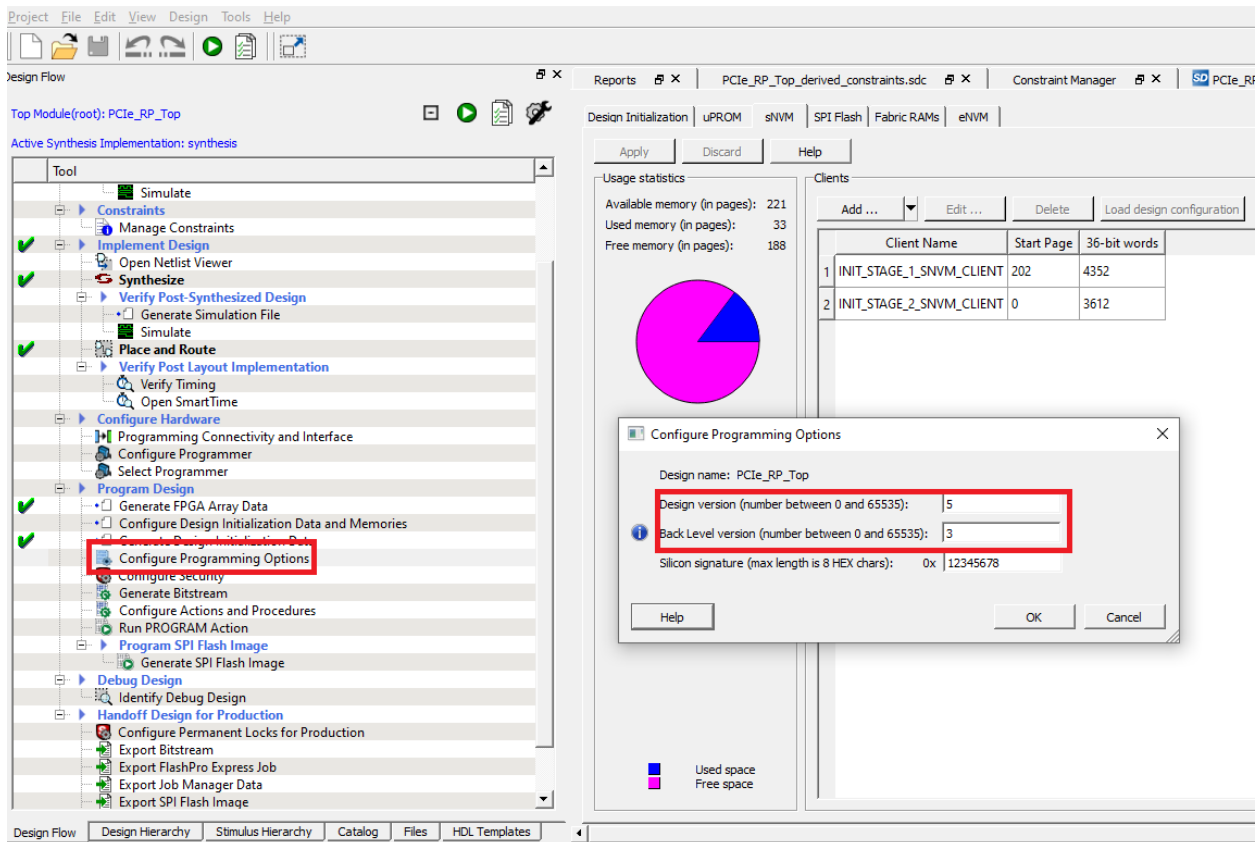 Project File Edit View Design Tools Help
Design Flow
Top Module(root): PCIe_RP_Top
Active Synthesis Implementation: synthesis
Tool
Simulate
Constraints
Manage Constraints
Implement Design
Open Netlist Viewer
Synthesize
Verify Post-Synthesized Design
Generate Simulation File
Simulate
Place and Route
Verify Post Layout Implementation
Verify Timing
Open SmartTime
Configure Hardware
Programming Connectivity and Interface
Configure Programmer
Select Programmer
Program Design
Generate FPGA Array Data
Configure Design Initialization Data and Memories
Generate Design Initialization Data
Configure Programming Options
Configure Security
Generate Bitstream
Configure Actions and Procedures
Run PROGRAM Action
Program SPI Flash Image
Generate SPI Flash Image
Debug Design
Identify Debug Design
Handoff Design for Production
Configure Permanent Locks for Production
Export Bitstream
Export FlashPro Express Job
Export Job Manager Data
Export SPI Flash Image
Design Flow Design Hierarchy Stimulus Hierarchy Catalog Files HDL Templates
Reports PCIe_RP_Top_derived_constraints.sdc Constraint Manager SD PCIe_RP
Design Initialization uPROM sNVM SPI Flash Fabric RAMs eNVM
Apply Discard Help
Usage statistics
Available memory (in pages): 221
Used memory (in pages): 33
Free memory (in pages): 188
Used space
Free space
Clients
Add ... Edit ... Delete Load design configuration
Client Name Start Page 36-bit words
1 INIT_STAGE_1_SNVM_CLIENT 202 4352
2 INIT_STAGE_2_SNVM_CLIENT 0 3612
Configure Programming Options
Design name: PCIe_RP_Top
Design version (number between 0 and 65535): 5
Back Level version (number between 0 and 65535): 3
Silicon signature (max length is 8 HEX chars): 0x 12345678
Help OK Cancel